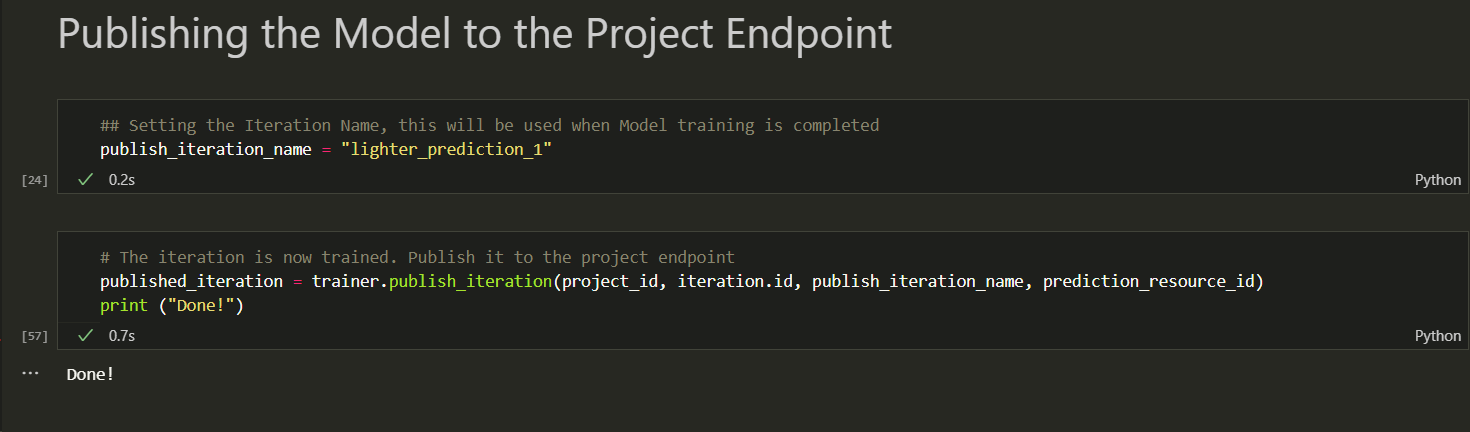 Publishing the Model to the Project Endpoint
## Setting the Iteration Name, this will be used when Model training is completed
publish_iteration_name = "lighter_prediction_1"
[24] 0.2s Python
# The iteration is now trained. Publish it to the project endpoint
published_iteration = trainer.publish_iteration(project_id, iteration.id, publish_iteration_name, prediction_resource_id)
print ("Done!")
[57] 0.7s Python
... Done!